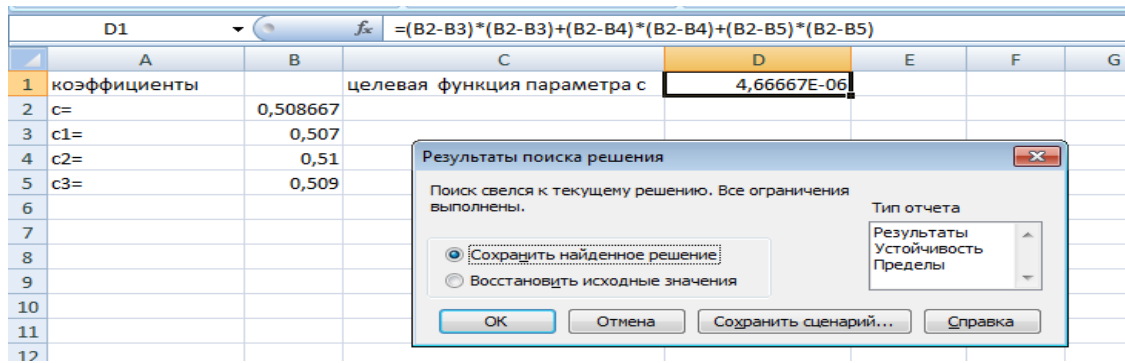 D1 fx =(B2-B3)*(B2-B3)+(B2-B4)*(B2-B4)+(B2-B5)*(B2-B5)
A B C D E F G
1 коэффициенты целевая функция параметра с 4,66667E-06
2 c= 0,508667
3 c1= 0,507
4 c2= 0,51
5 c3= 0,509
6
7
8
9
10
11
12
Результаты поиска решения
Поиск свелся к текущему решению. Все ограничения
выполнены.
Тип отчета
Результаты
Устойчивость
Пределы
Сохранить найденное решение
Восстановить исходные значения
ОК Отмена Сохранить сценарий... Справка